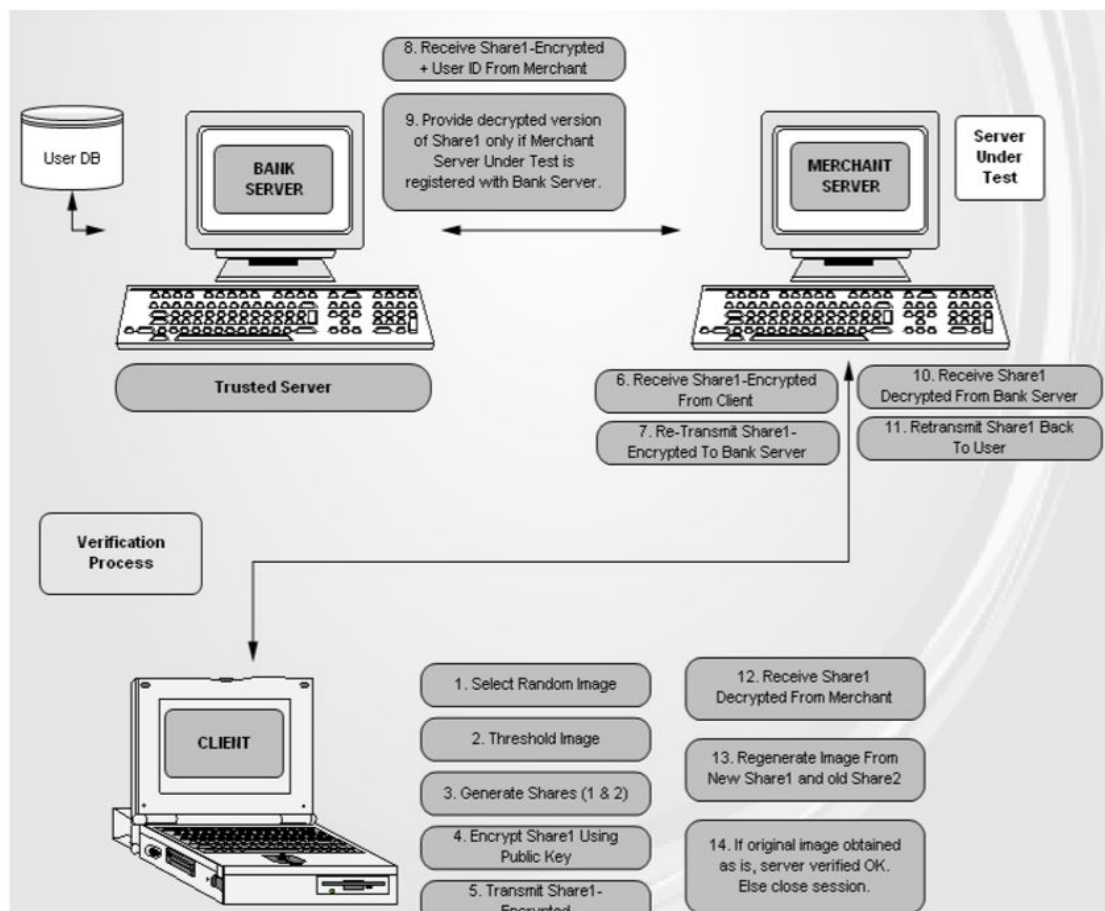 8. Receive Share1-Encrypted
+ User ID From Merchant
9. Provide decrypted version
of Share1 only if Merchant
Server Under Test is
registered with Bank Server.
User DB
BANK
SERVER
MERCHANT
SERVER
Server
Under
Test
Trusted Server
6. Receive Share1-Encrypted
From Client
7. Re-Transmit Share1-
Encrypted To Bank Server
10. Receive Share1
Decrypted From Bank Server
11. Retransmit Share1 Back
To User
Verification
Process
CLIENT
1. Select Random Image
2. Threshold Image
3. Generate Shares (1 & 2)
4. Encrypt Share1 Using
Public Key
5. Transmit Share1-
Encrypted
12. Receive Share1
Decrypted From Merchant
13. Regenerate Image From
New Share1 and old Share2
14. If original image obtained
as is, server verified OK.
Else close session.